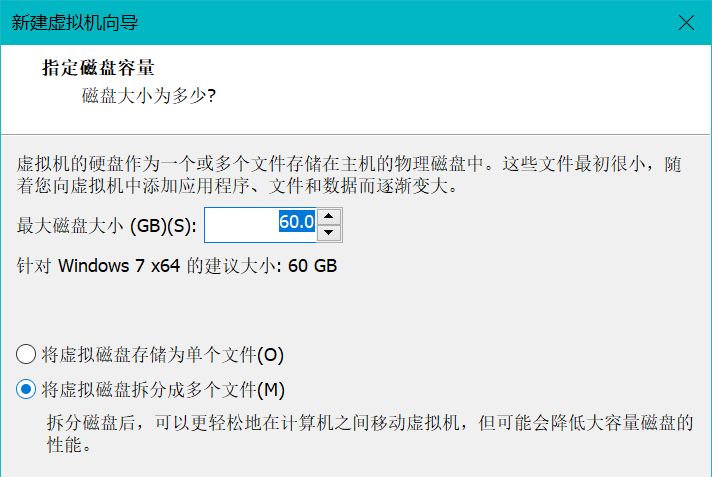 新建虚拟机向导
指定磁盘容量
磁盘大小为多少?
虚拟机的硬盘作为一个或多个文件存储在主机的物理磁盘中。这些文件最初很小，随
着您向虚拟机中添加应用程序、文件和数据而逐渐变大。
最大磁盘大小 (GB)(S): 60.0
针对 Windows 7 x64 的建议大小: 60 GB
将虚拟磁盘存储为单个文件(O)
将虚拟磁盘拆分成多个文件(M)
拆分磁盘后，可以更轻松地在计算机之间移动虚拟机，但可能会降低大容量磁盘的
性能。